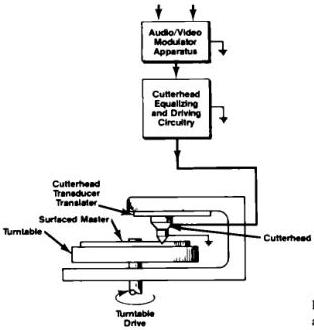 Audio/Video
Modulator
Apparatus
Cutterhead
Equalizing
and Driving
Circuitry
Cutterhead
Transducer
Translater
Surfaced Master
Turntable
Cutterhead
Turntable
Drive